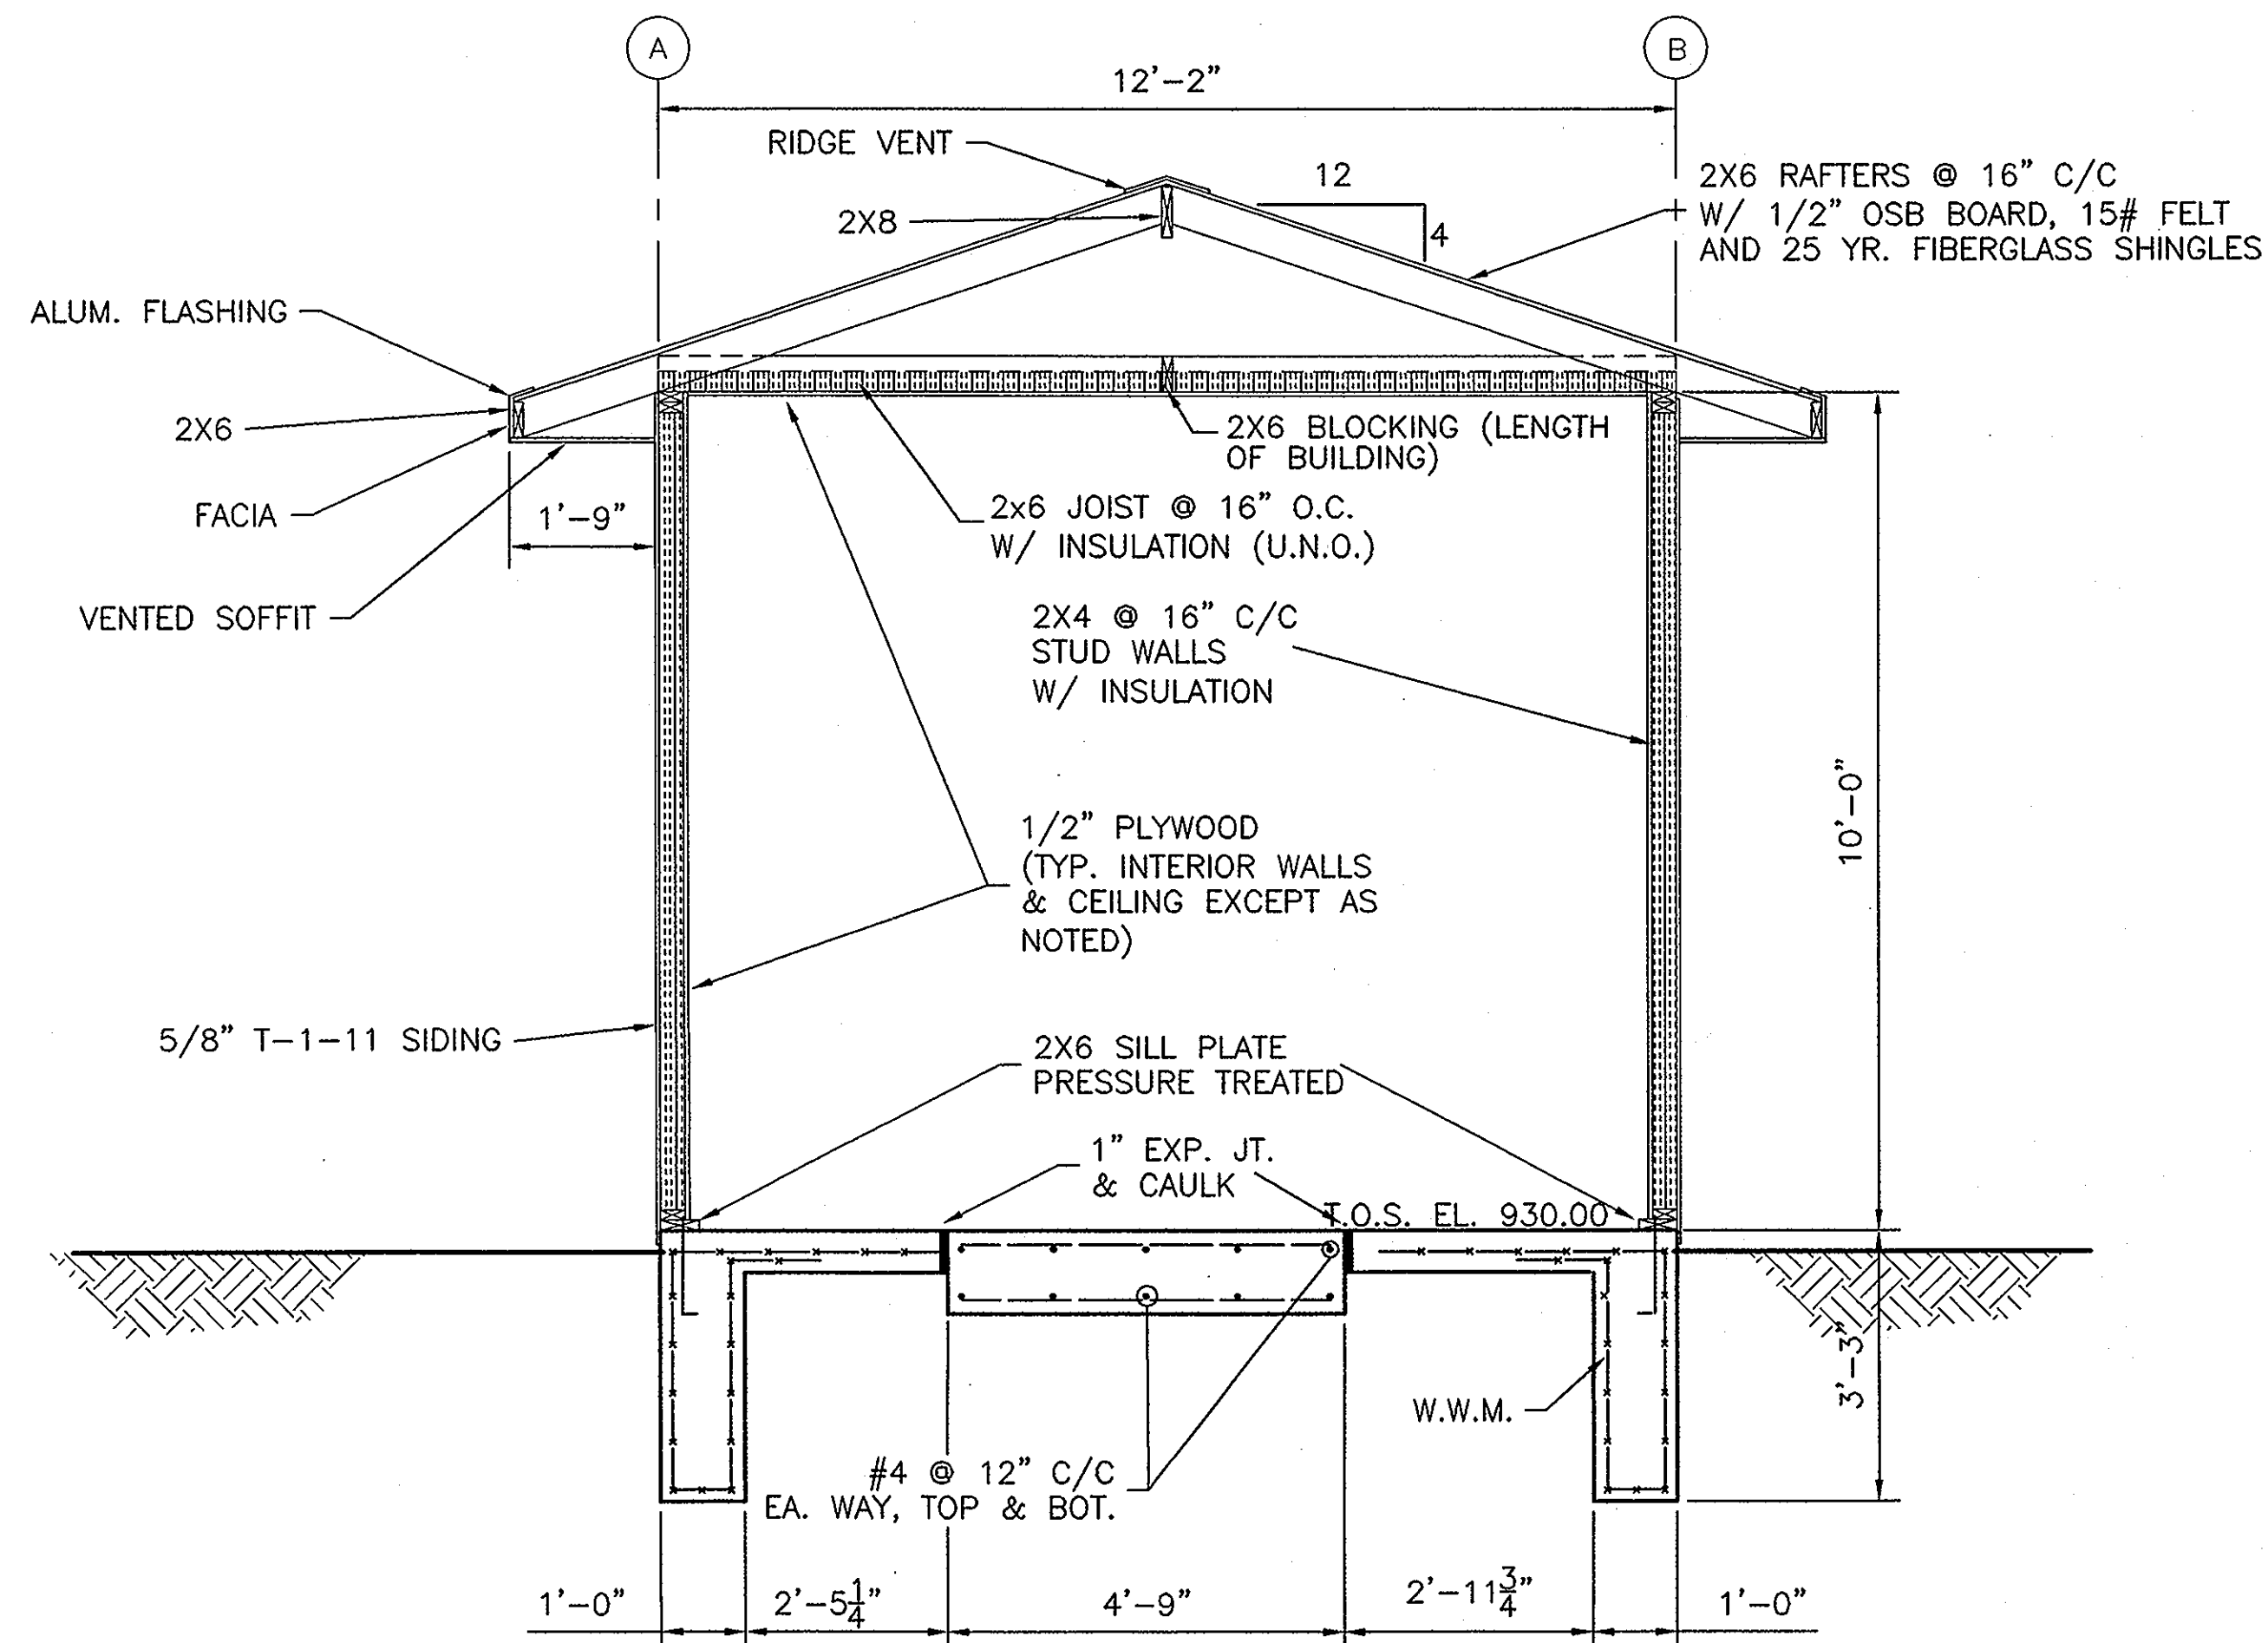 A
B
12'-2"
RIDGE VENT
12
4
2X8
2X6 RAFTERS @ 16" C/C
W/ 1/2" OSB BOARD, 15# FELT
AND 25 YR. FIBERGLASS SHINGLES
ALUM. FLASHING
2X6
FACIA
1'-9"
VENTED SOFFIT
2X6 BLOCKING (LENGTH
OF BUILDING)
2x6 JOIST @ 16" O.C.
W/ INSULATION (U.N.O.)
2X4 @ 16" C/C
STUD WALLS
W/ INSULATION
10'-0"
1/2" PLYWOOD
(TYP. INTERIOR WALLS
& CEILING EXCEPT AS
NOTED)
5/8" T-1-11 SIDING
2X6 SILL PLATE
PRESSURE TREATED
1" EXP. JT.
& CAULK
T.O.S. EL. 930.00
3'-3"
W.W.M.
#4 @ 12" C/C
EA. WAY, TOP & BOT.
1'-0"
2'-5 1/4"
4'-9"
2'-11 3/4"
1'-0"